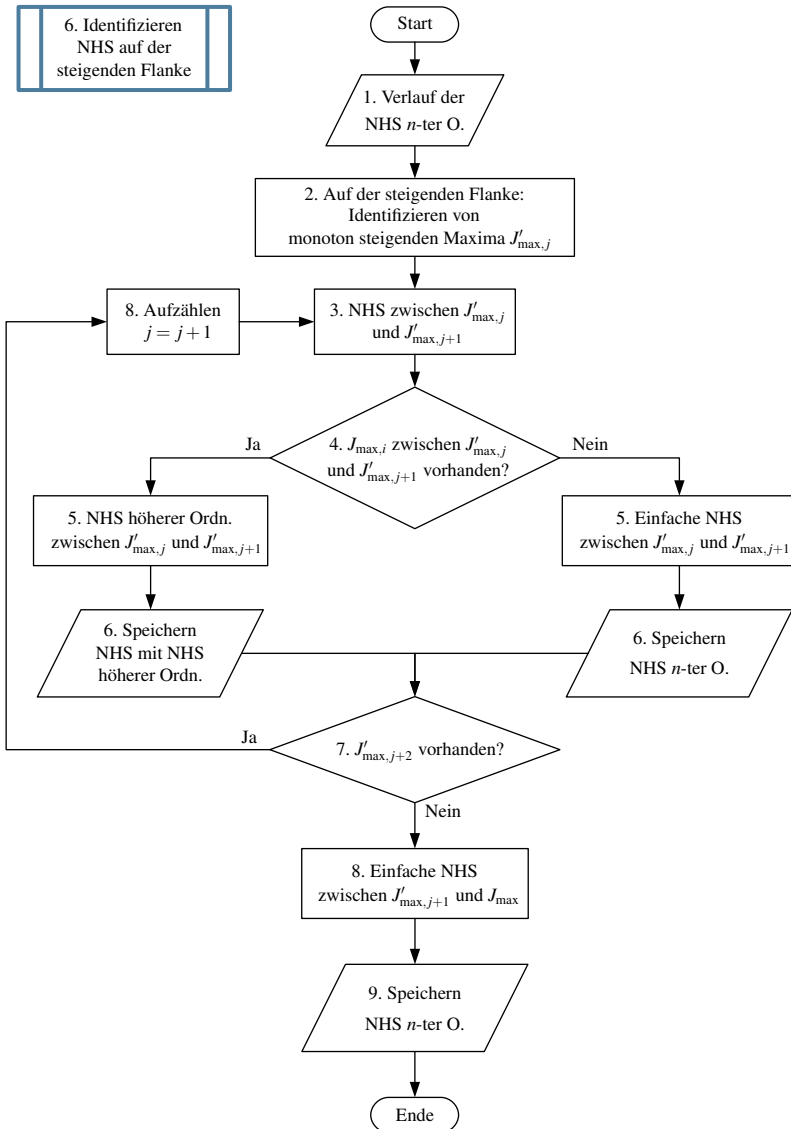 6. Identifizieren
NHS auf der
steigenden Flanke
Start
1. Verlauf der
NHS n-ter O.
2. Auf der steigenden Flanke:
Identifizieren von
monoton steigenden Maxima J′max,j
8. Aufzählen
j = j + 1
3. NHS zwischen J′max,j
und J′max,j+1
4. Jmax,i zwischen J′max,j
und J′max,j+1 vorhanden?
Ja
Nein
5. NHS höherer Ordn.
zwischen J′max,j und J′max,j+1
5. Einfache NHS
zwischen J′max,j und J′max,j+1
6. Speichern
NHS mit NHS
höherer Ordn.
6. Speichern
NHS n-ter O.
Ja
7. J′max,j+2 vorhanden?
Nein
8. Einfache NHS
zwischen J′max,j+1 und Jmax
9. Speichern
NHS n-ter O.
Ende